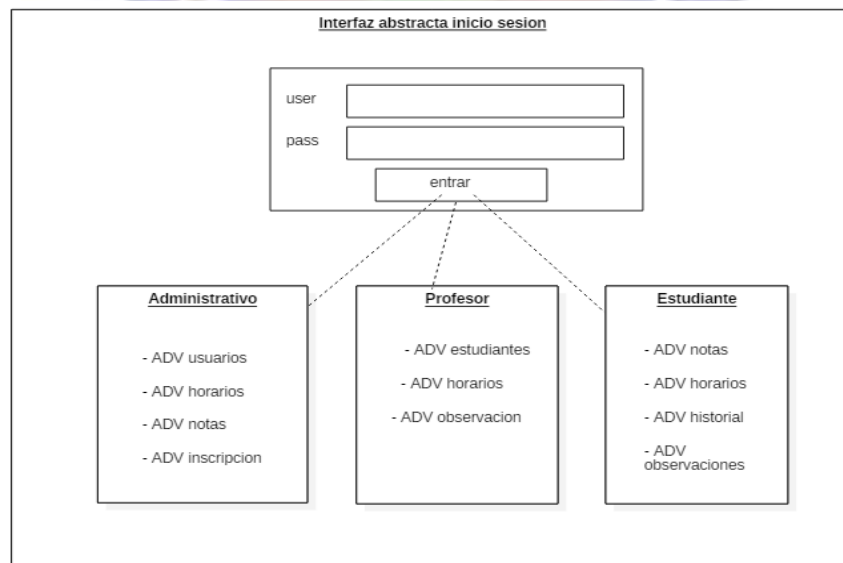 Interfaz abstracta inicio sesion
user
pass
entrar
Administrativo
- ADV usuarios
- ADV horarios
- ADV notas
- ADV inscripcion
Profesor
- ADV estudiantes
- ADV horarios
- ADV observacion
Estudiante
- ADV notas
- ADV horarios
- ADV historial
- ADV
observaciones